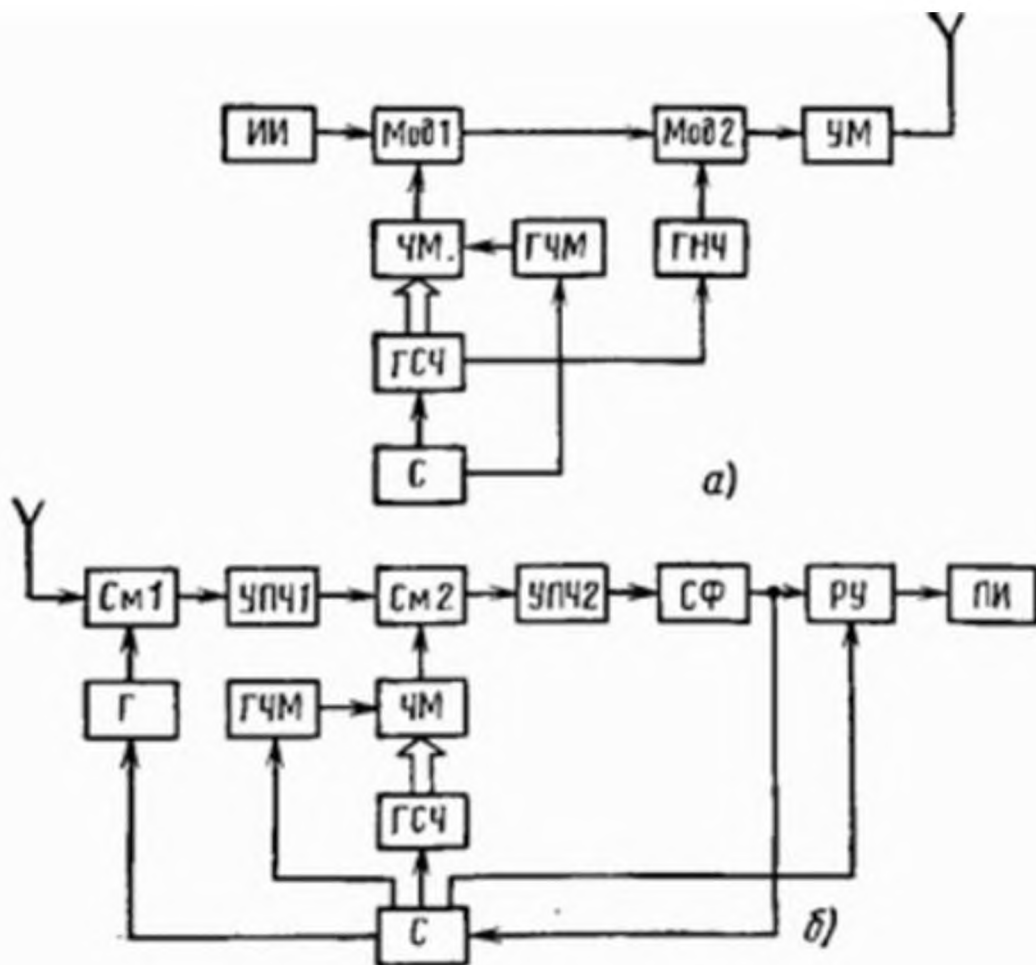 ИИ Мод1 Мод2 УМ
ЧМ. ГЧМ ГНЧ
ГСЧ
С
а)
См1 УПЧ1 См2 УПЧ2 СФ РУ ПИ
Г ГЧМ ЧМ
ГСЧ
С
б)